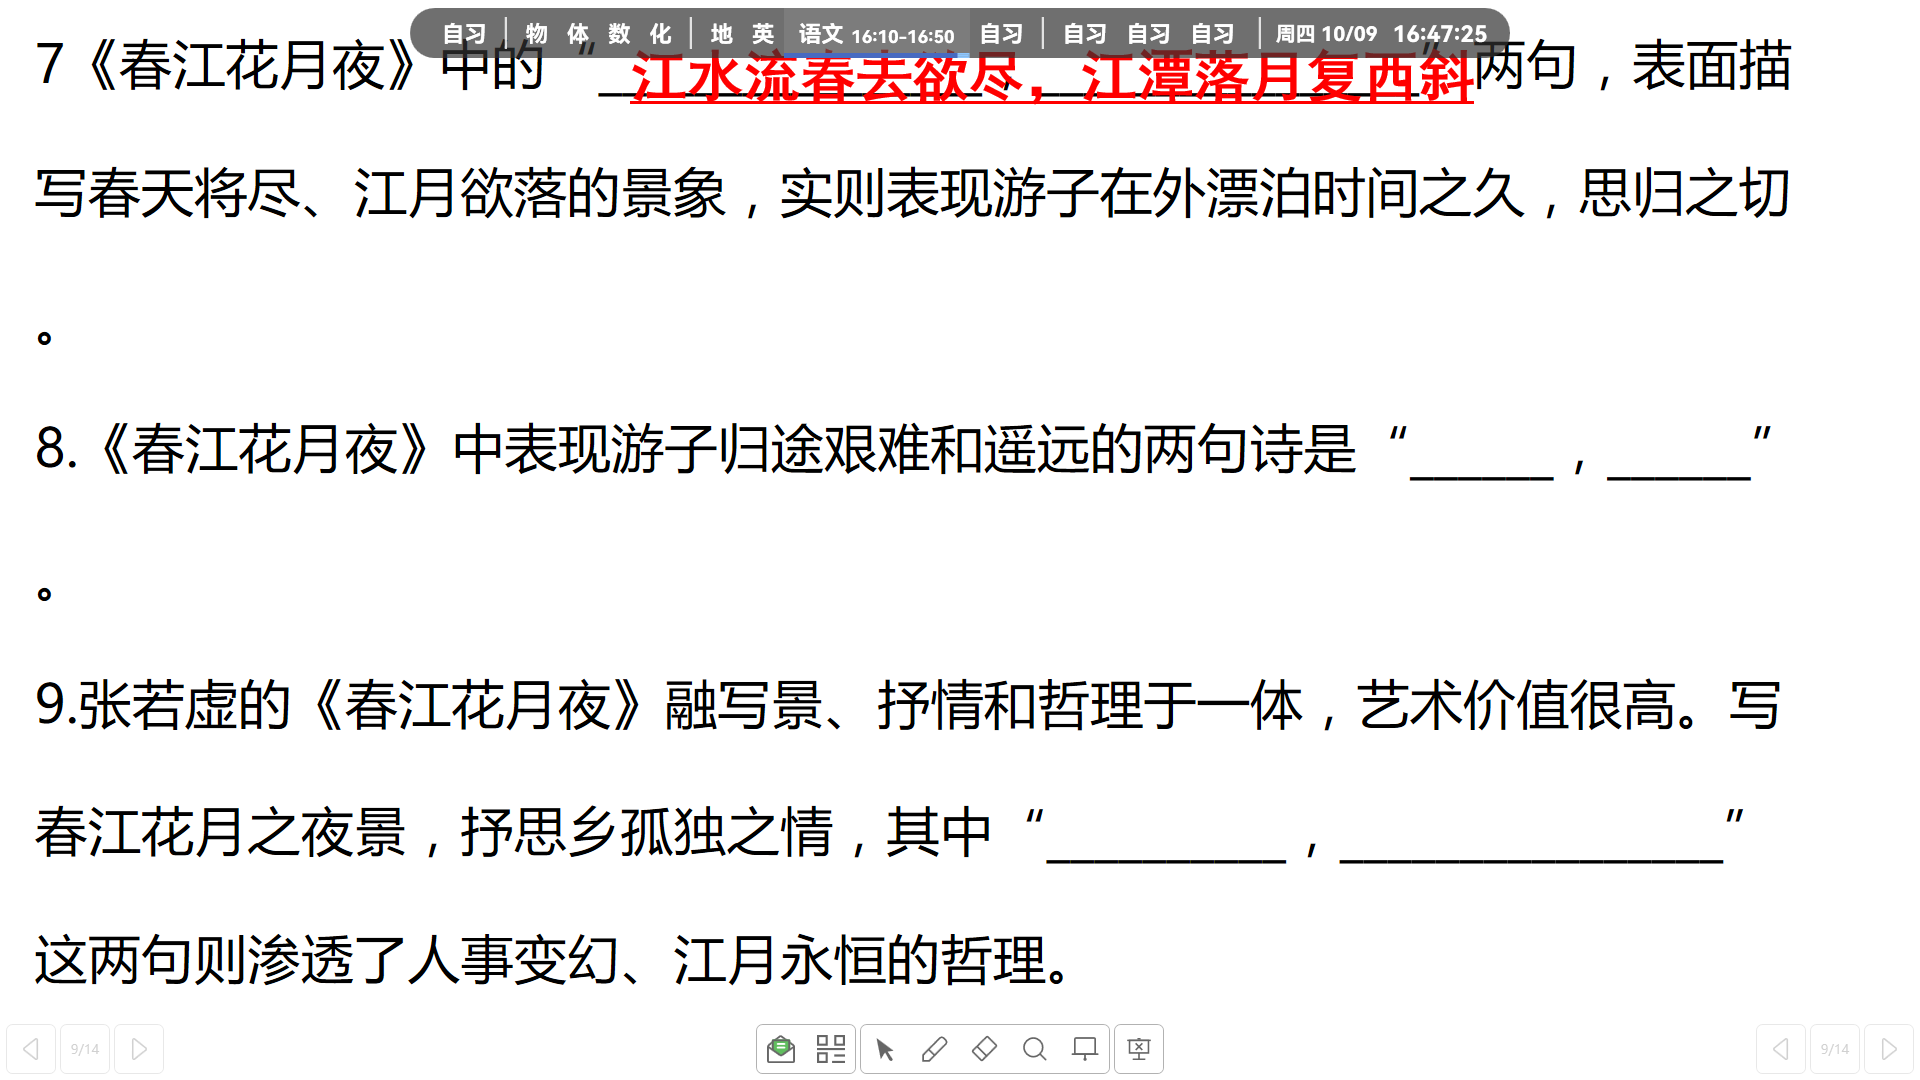 自习 物 体 数 化 地 英 语文 16:10-16:50 自习 自习 自习 自习 周四 10/09 16:47:25
7《春江花月夜》中的“江水流春去欲尽，江潭落月复西斜”两句，表面描
写春天将尽、江月欲落的景象，实则表现游子在外漂泊时间之久，思归之切
。
8.《春江花月夜》中表现游子归途艰难和遥远的两句诗是“______，______”
。
9.张若虚的《春江花月夜》融写景、抒情和哲理于一体，艺术价值很高。写
春江花月之夜景，抒思乡孤独之情，其中“__________，________________”
这两句则渗透了人事变幻、江月永恒的哲理。
9/14 9/14